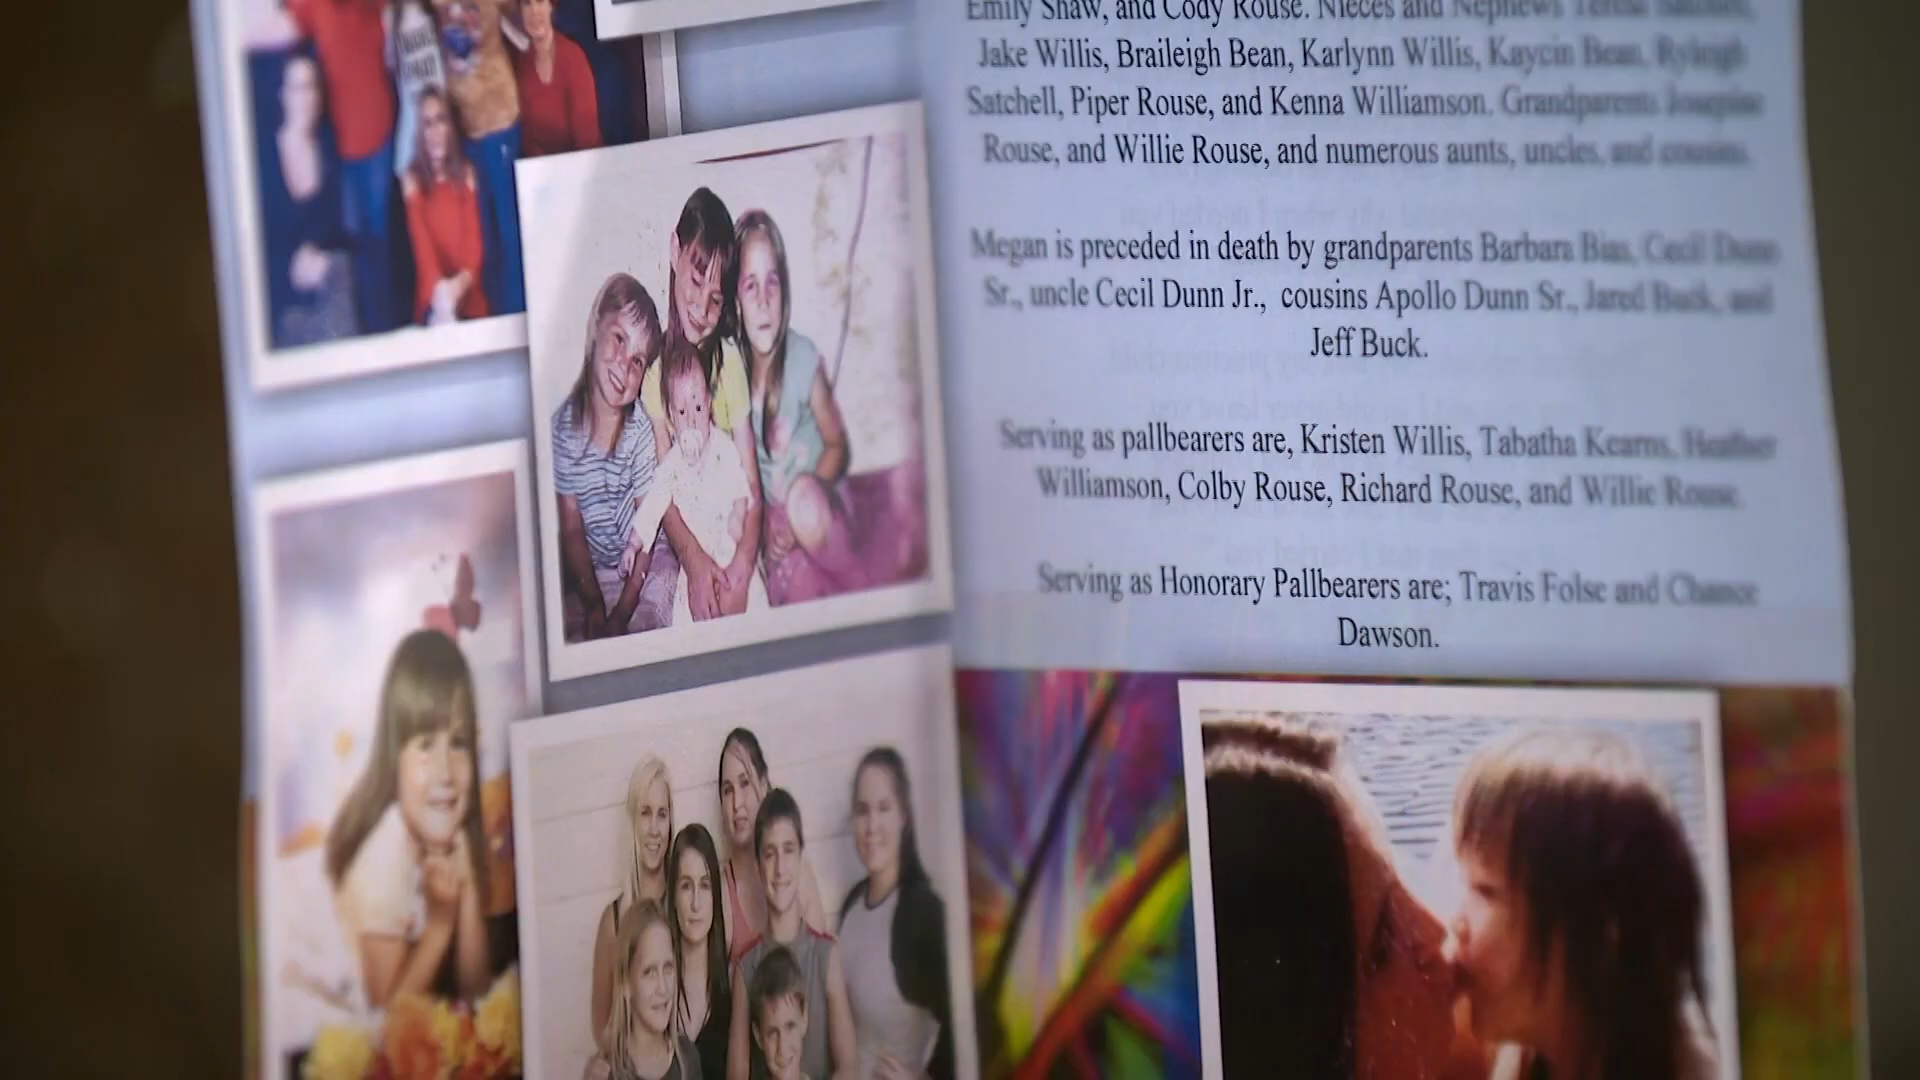 Emily Shaw, and Cody Rouse. Nieces and Nephews Teresa Satchell,
Jake Willis, Braileigh Bean, Karlynn Willis, Kaycin Bean, Ryleigh
Satchell, Piper Rouse, and Kenna Williamson. Grandparents Josephine
Rouse, and Willie Rouse, and numerous aunts, uncles, and cousins.
Megan is preceded in death by grandparents Barbara Bias, Cecil Dunn
Sr., uncle Cecil Dunn Jr., cousins Apollo Dunn Sr., Jared Buck, and
Jeff Buck.
Serving as pallbearers are, Kristen Willis, Tabatha Kearns, Heather
Williamson, Colby Rouse, Richard Rouse, and Willie Rouse.
Serving as Honorary Pallbearers are; Travis Folse and Chance
Dawson.